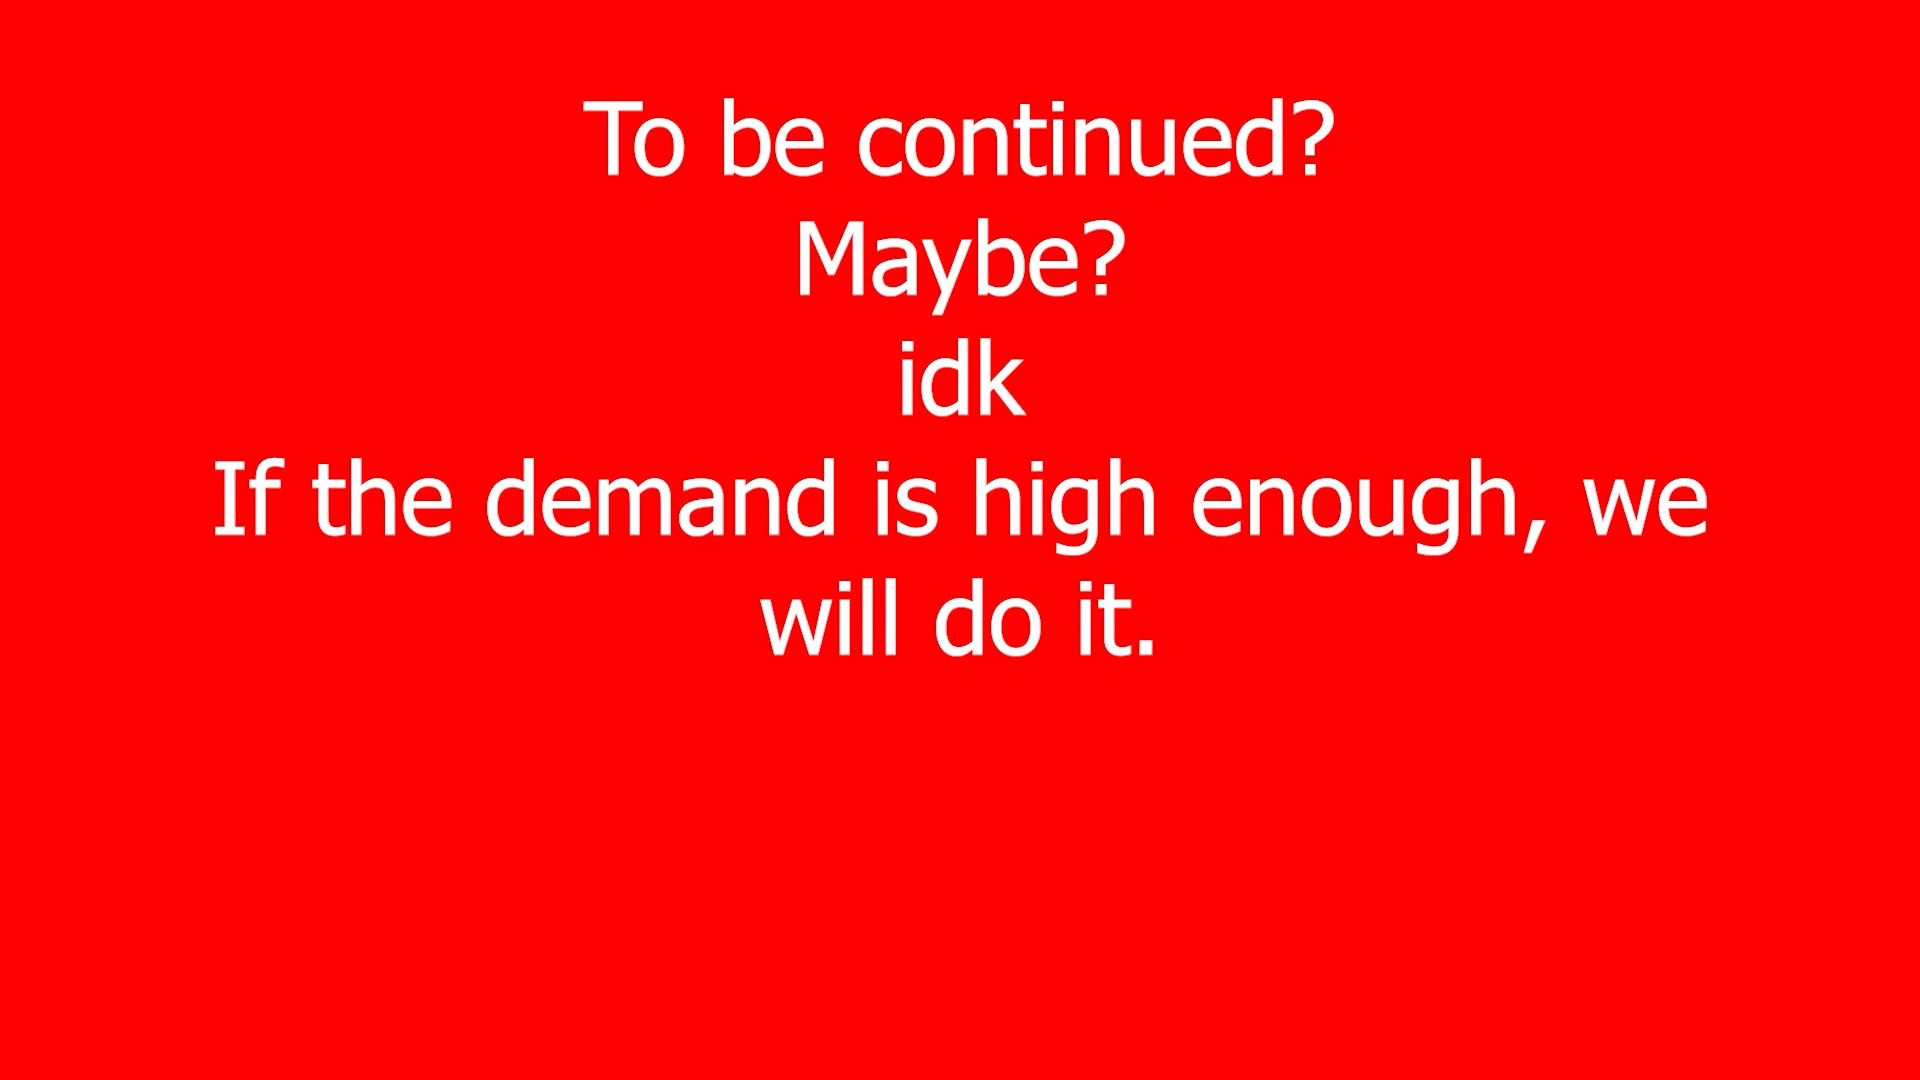 To be continued?
Maybe?
idk
If the demand is high enough, we
will do it.